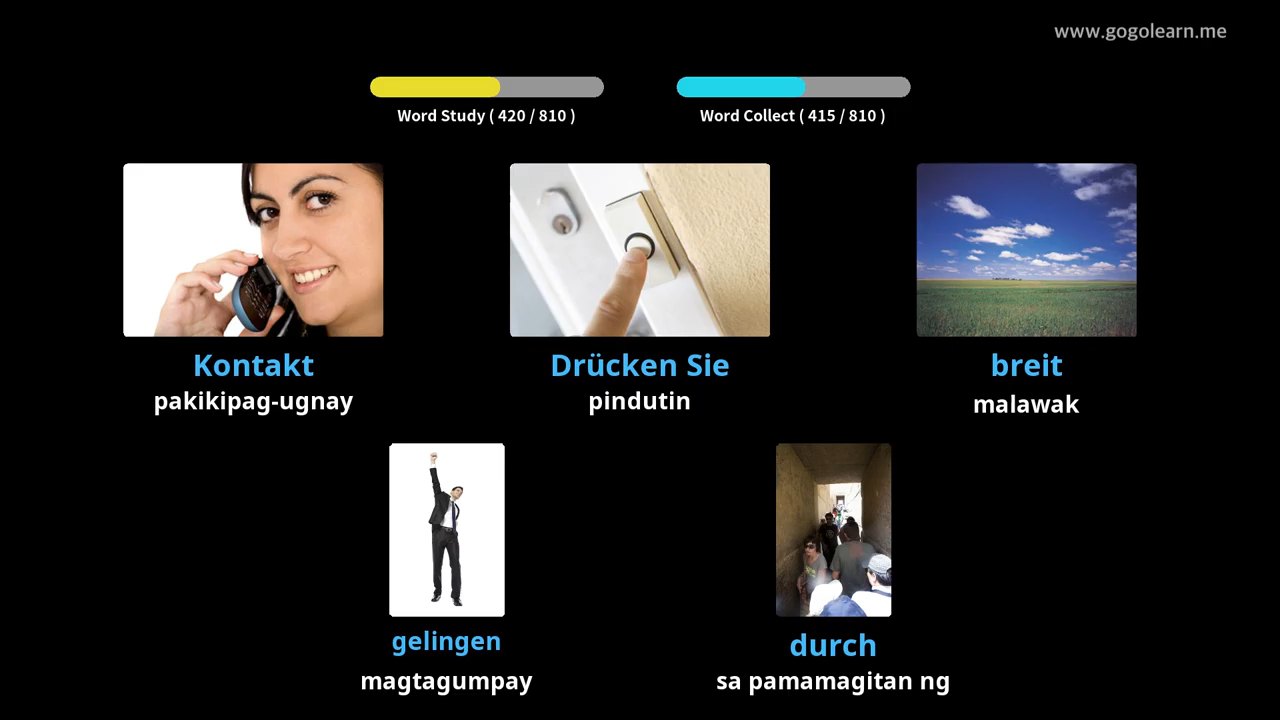 www.gogolearn.me
Word Study ( 420 / 810 )
Word Collect ( 415 / 810 )
Kontakt
pakikipag-ugnay
Drücken Sie
pindutin
breit
malawak
gelingen
magtagumpay
durch
sa pamamagitan ng